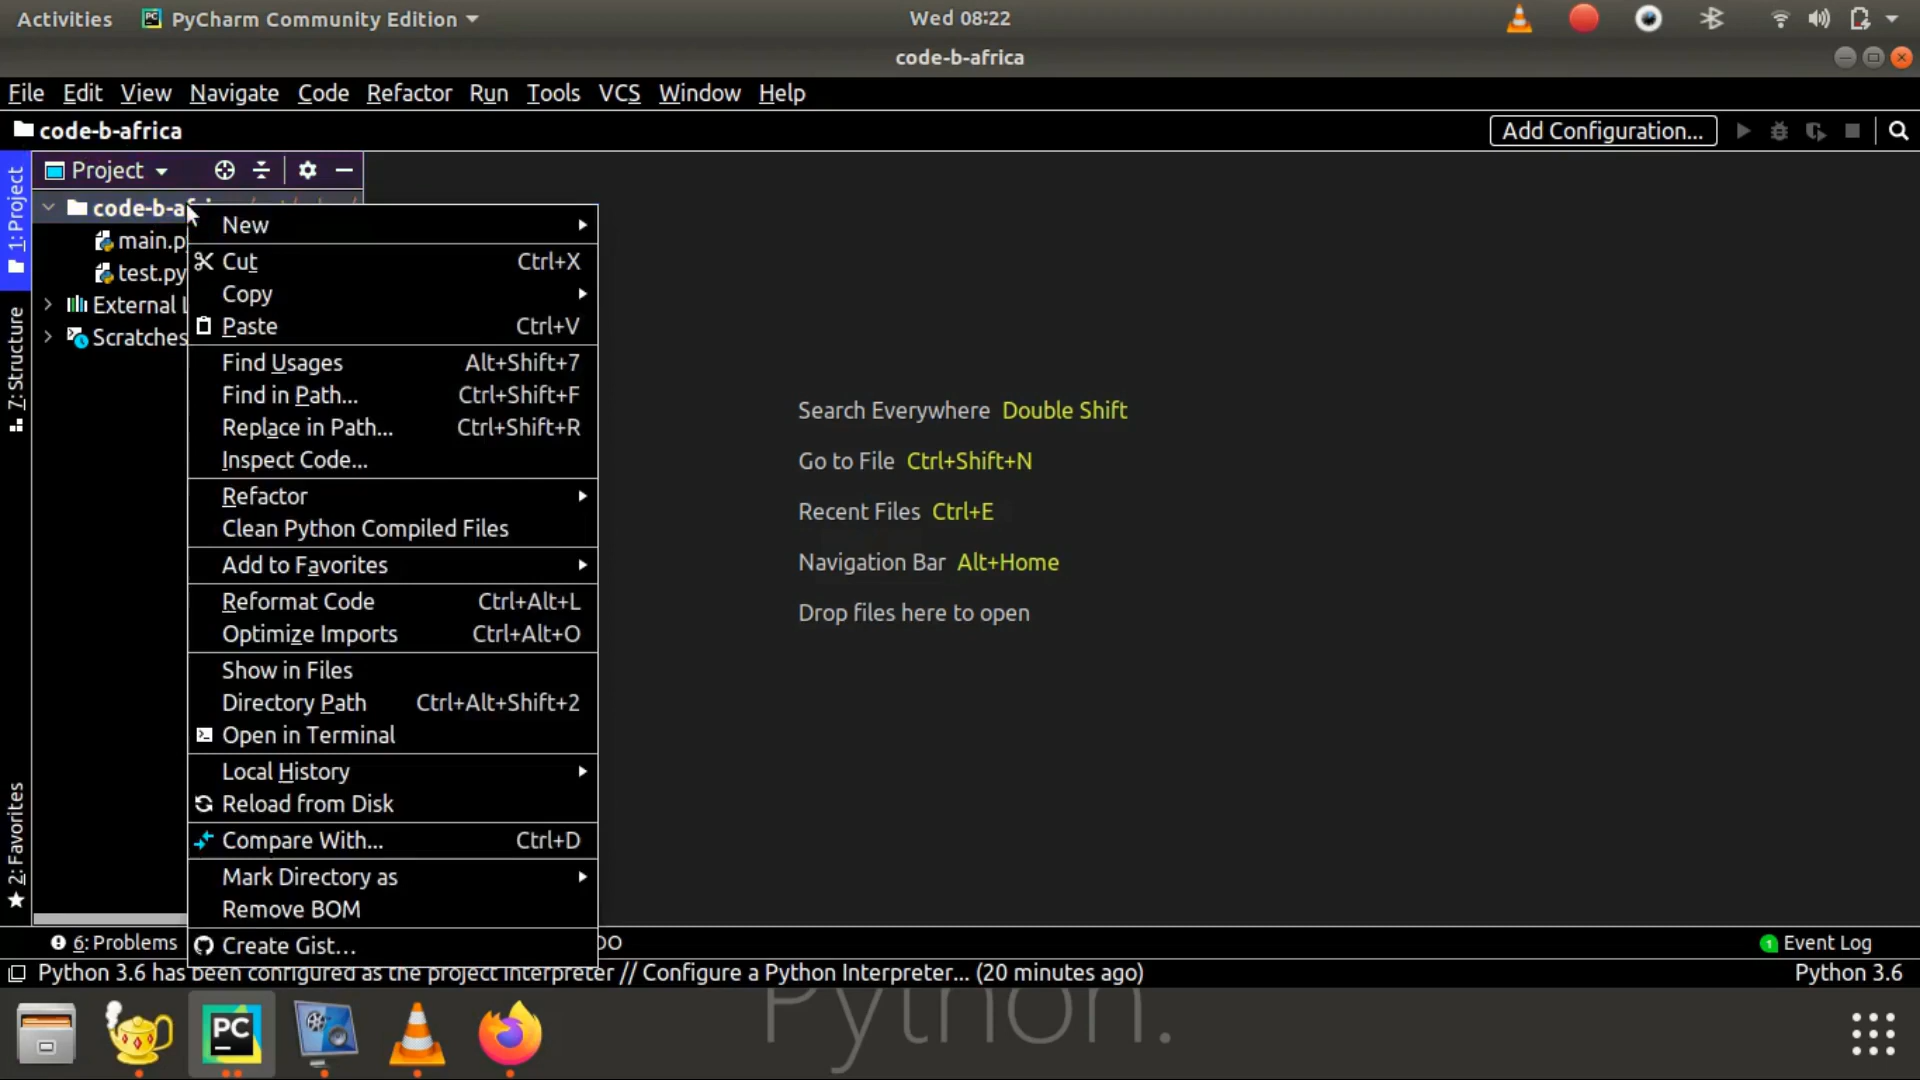 Activities PyCharm Community Edition Wed 08:22
code-b-africa
File Edit View Navigate Code Refactor Run Tools VCS Window Help
code-b-africa Add Configuration...
1: Project
Project
code-b-af
main.p
test.py
External L
Scratches
7: Structure
2: Favorites
New
Cut Ctrl+X
Copy
Paste Ctrl+V
Find Usages Alt+Shift+7
Find in Path... Ctrl+Shift+F
Replace in Path... Ctrl+Shift+R
Inspect Code...
Refactor
Clean Python Compiled Files
Add to Favorites
Reformat Code Ctrl+Alt+L
Optimize Imports Ctrl+Alt+O
Show in Files
Directory Path Ctrl+Alt+Shift+2
Open in Terminal
Local History
Reload from Disk
Compare With... Ctrl+D
Mark Directory as
Remove BOM
Create Gist...
Search Everywhere Double Shift
Go to File Ctrl+Shift+N
Recent Files Ctrl+E
Navigation Bar Alt+Home
Drop files here to open
6: Problems DO 1 Event Log
Python 3.6 has been configured as the project interpreter // Configure a Python Interpreter... (20 minutes ago) Python 3.6
PC
Python.